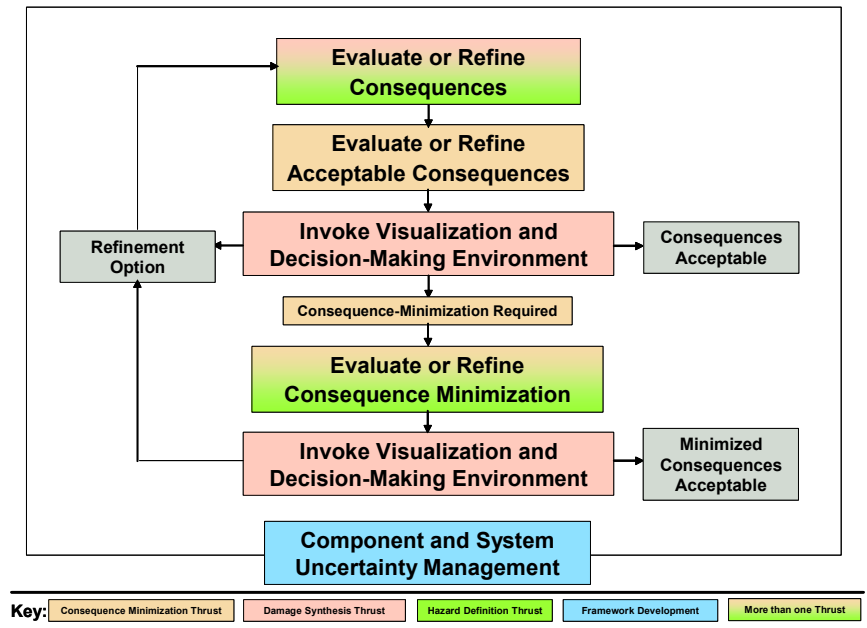 Evaluate or Refine
Consequences
Evaluate or Refine
Acceptable Consequences
Invoke Visualization and
Decision-Making Environment
Refinement
Option
Consequences
Acceptable
Consequence-Minimization Required
Evaluate or Refine
Consequence Minimization
Invoke Visualization and
Decision-Making Environment
Minimized
Consequences
Acceptable
Component and System
Uncertainty Management
Key:
Consequence Minimization Thrust
Damage Synthesis Thrust
Hazard Definition Thrust
Framework Development
More than one Thrust